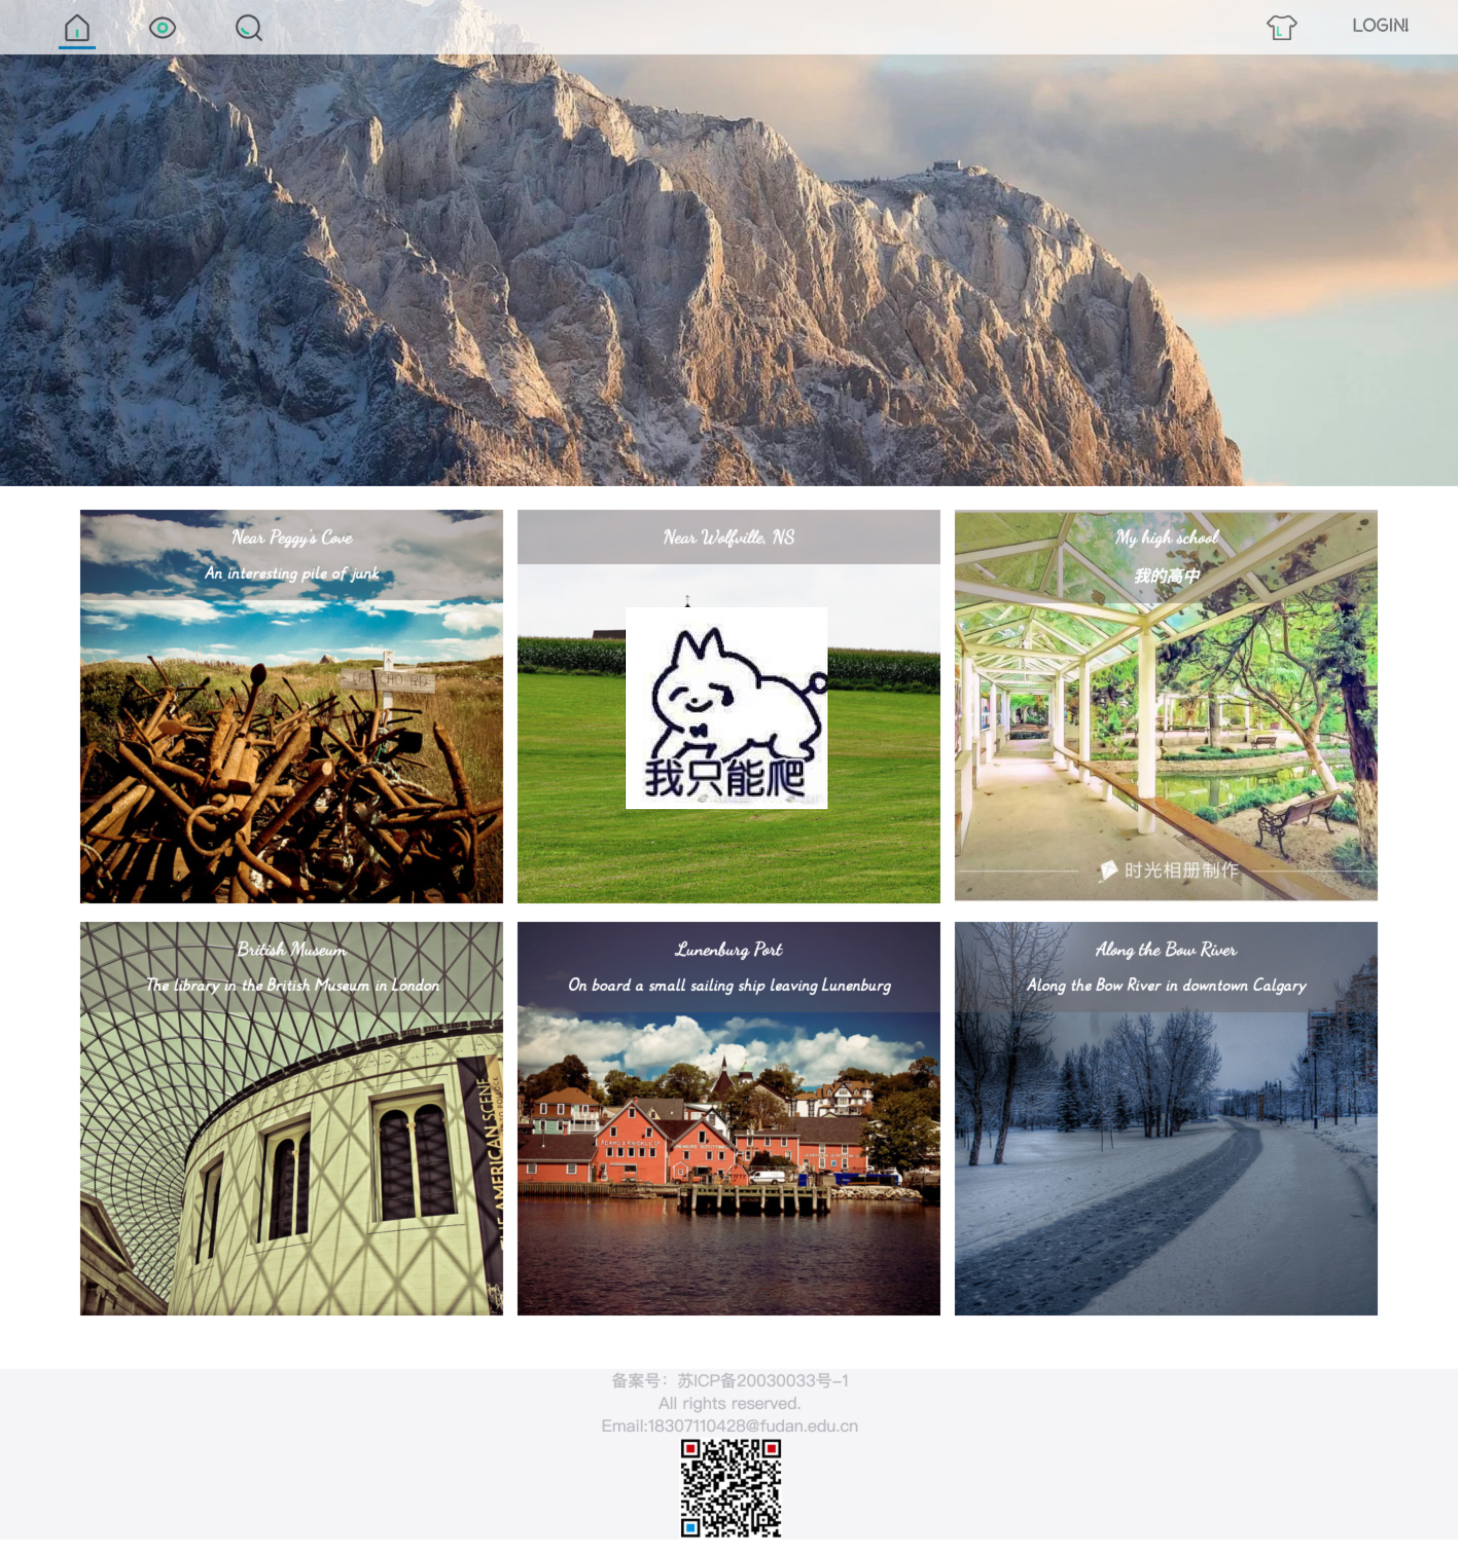 LOGIN!
Near Peggy's Cove
An interesting pile of junk
Near Wolfville, NS
我只能爬
My high school
我的高中
时光相册制作
British Museum
The library in the British Museum in London
THE AMERICAN SCENE
Lunenburg Port
On board a small sailing ship leaving Lunenburg
Along the Bow River
Along the Bow River in downtown Calgary
备案号：苏ICP备20030033号-1
All rights reserved.
Email:18307110428@fudan.edu.cn